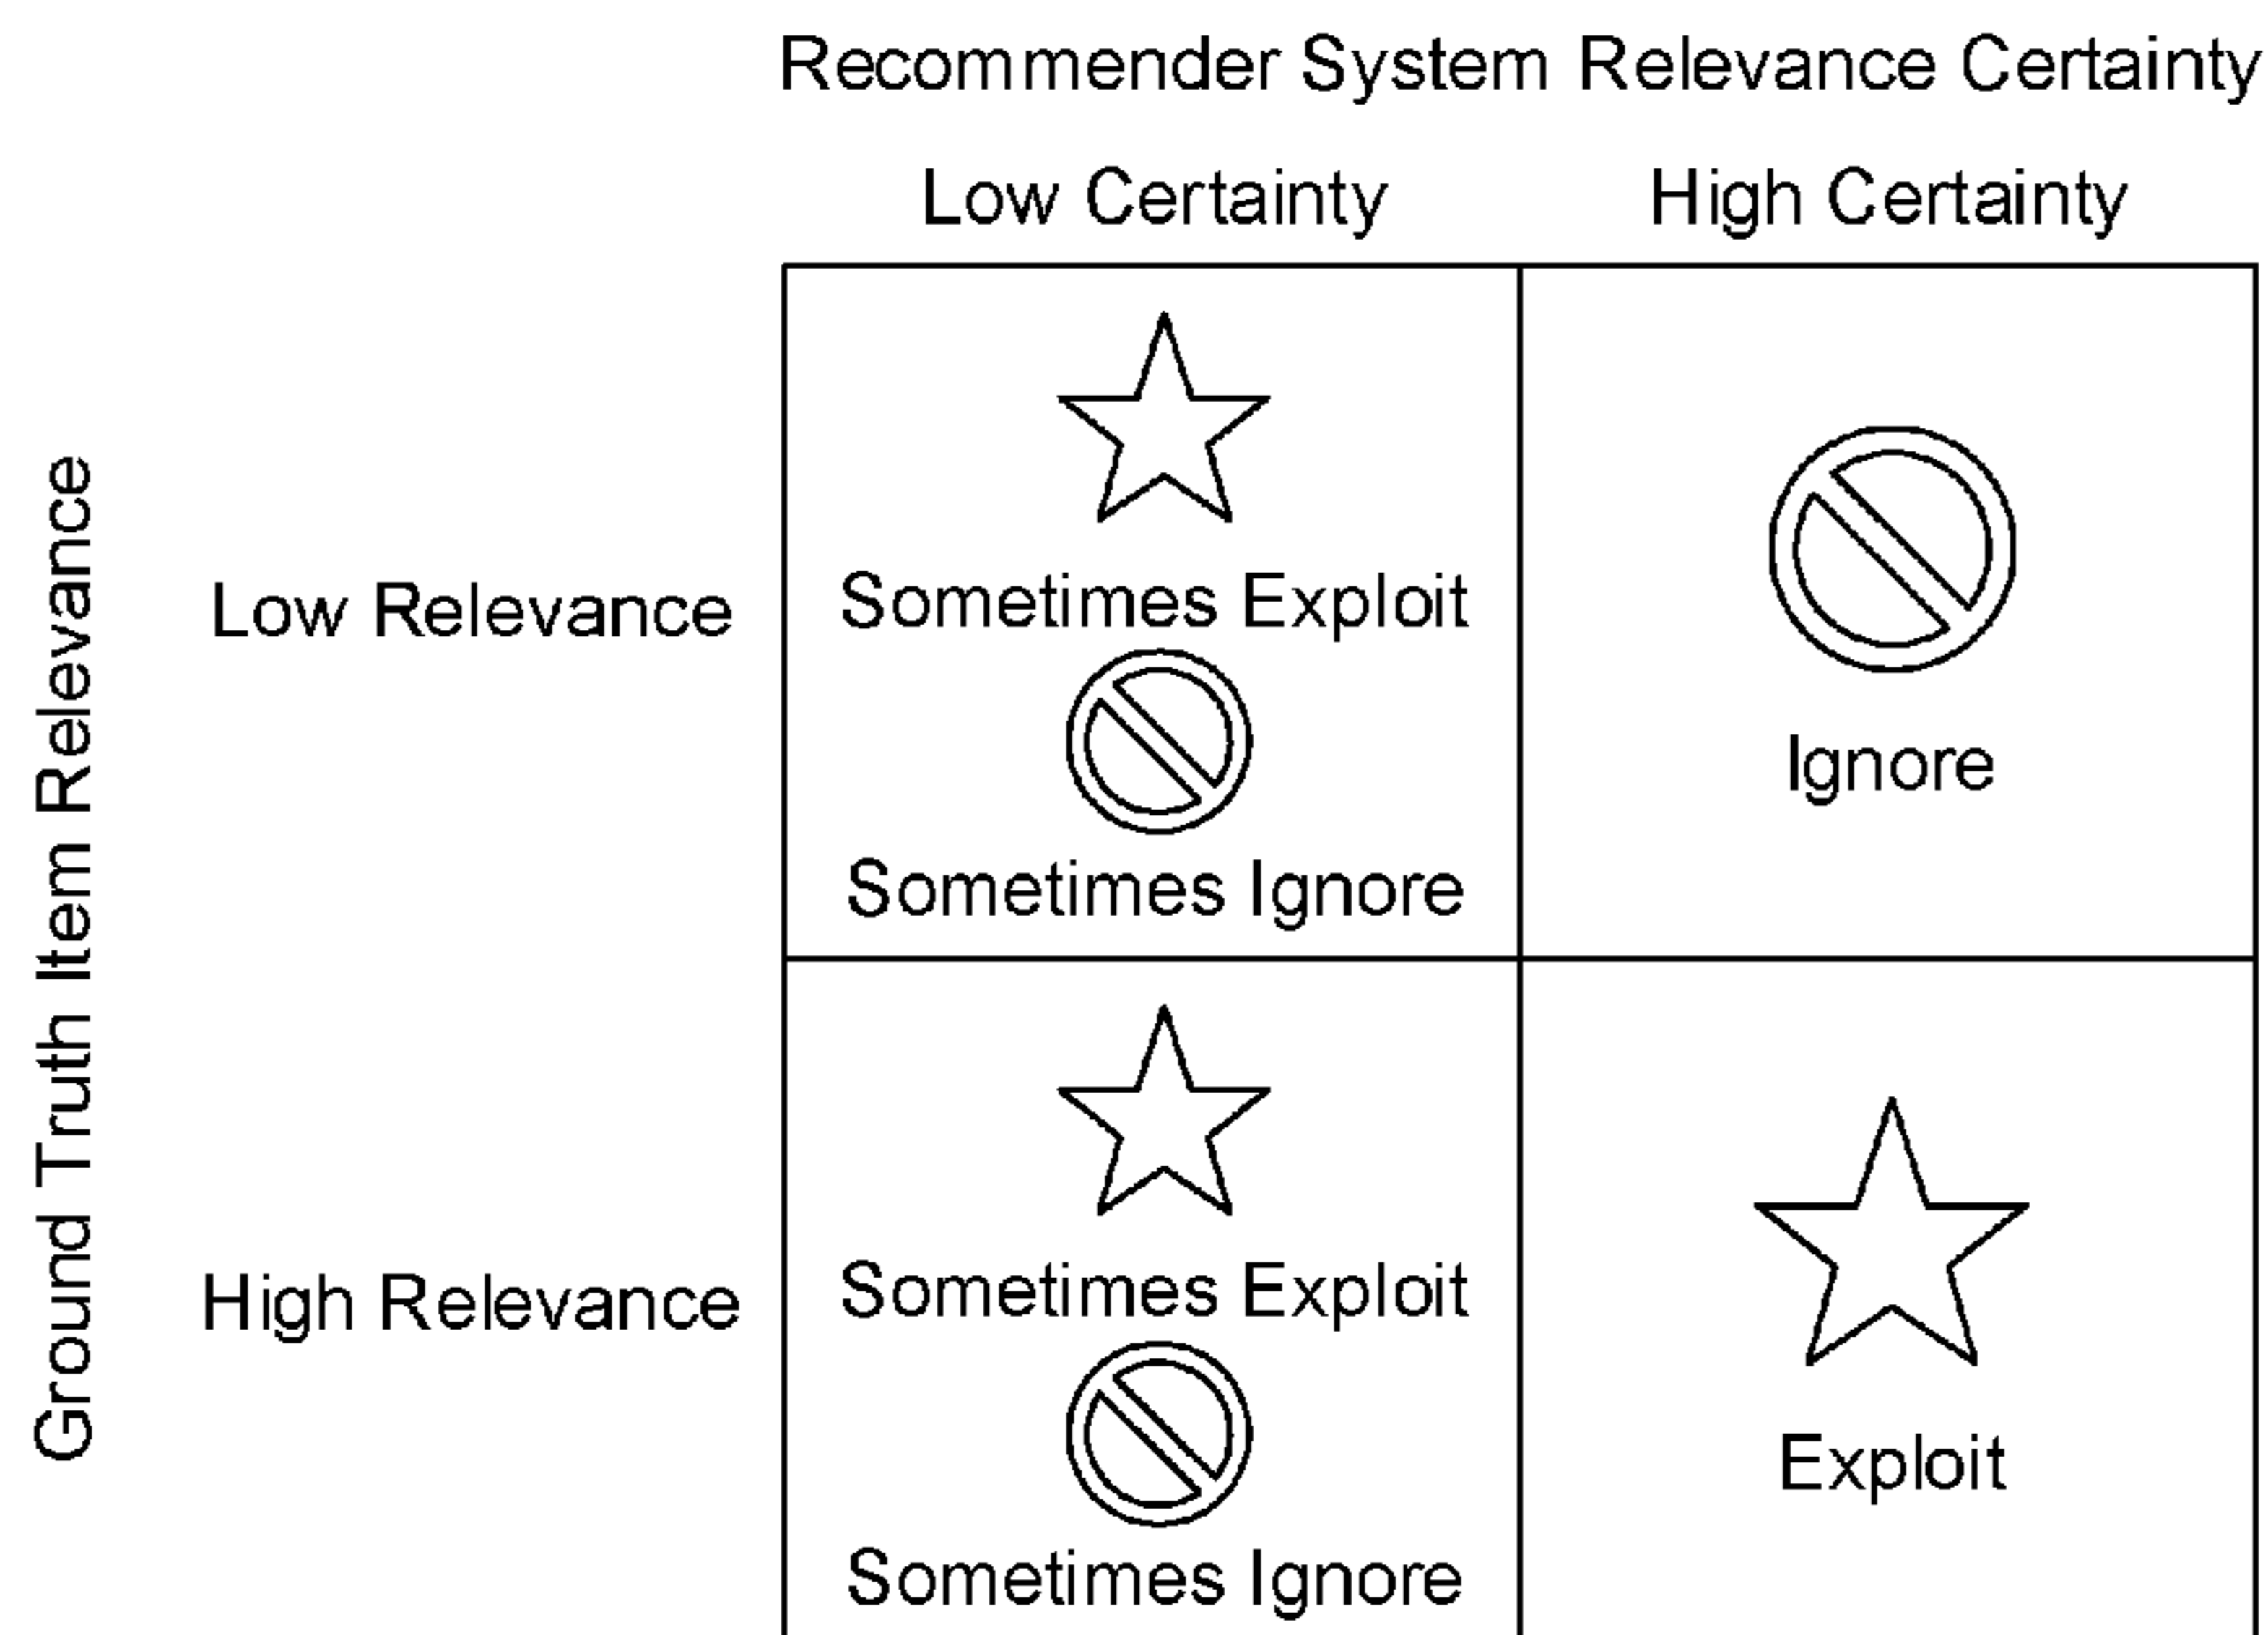 Recommender System Relevance Certainty
Low Certainty
High Certainty
Ground Truth Item Relevance
Low Relevance
Sometimes Exploit
Sometimes Ignore
Ignore
High Relevance
Sometimes Exploit
Sometimes Ignore
Exploit